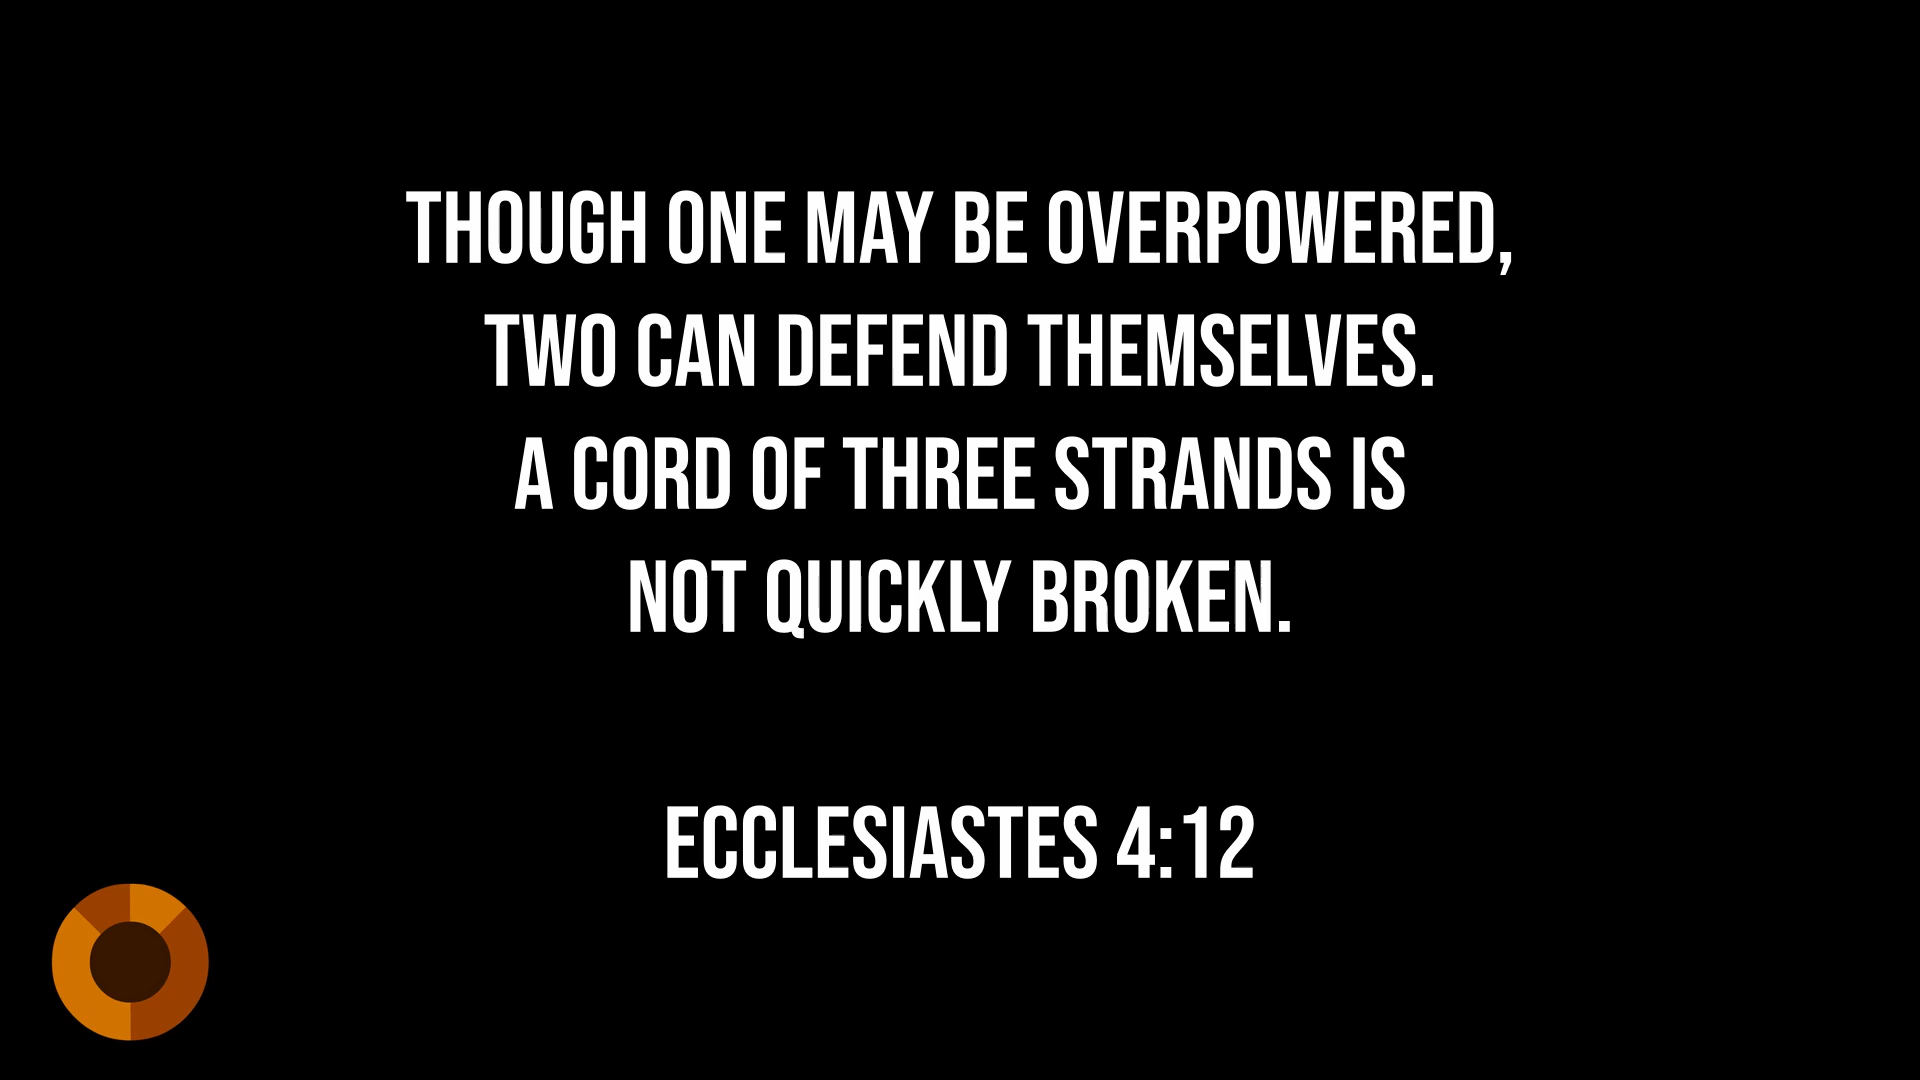 THOUGH ONE MAY BE OVERPOWERED,
TWO CAN DEFEND THEMSELVES.
A CORD OF THREE STRANDS IS
NOT QUICKLY BROKEN.
ECCLESIASTES 4:12